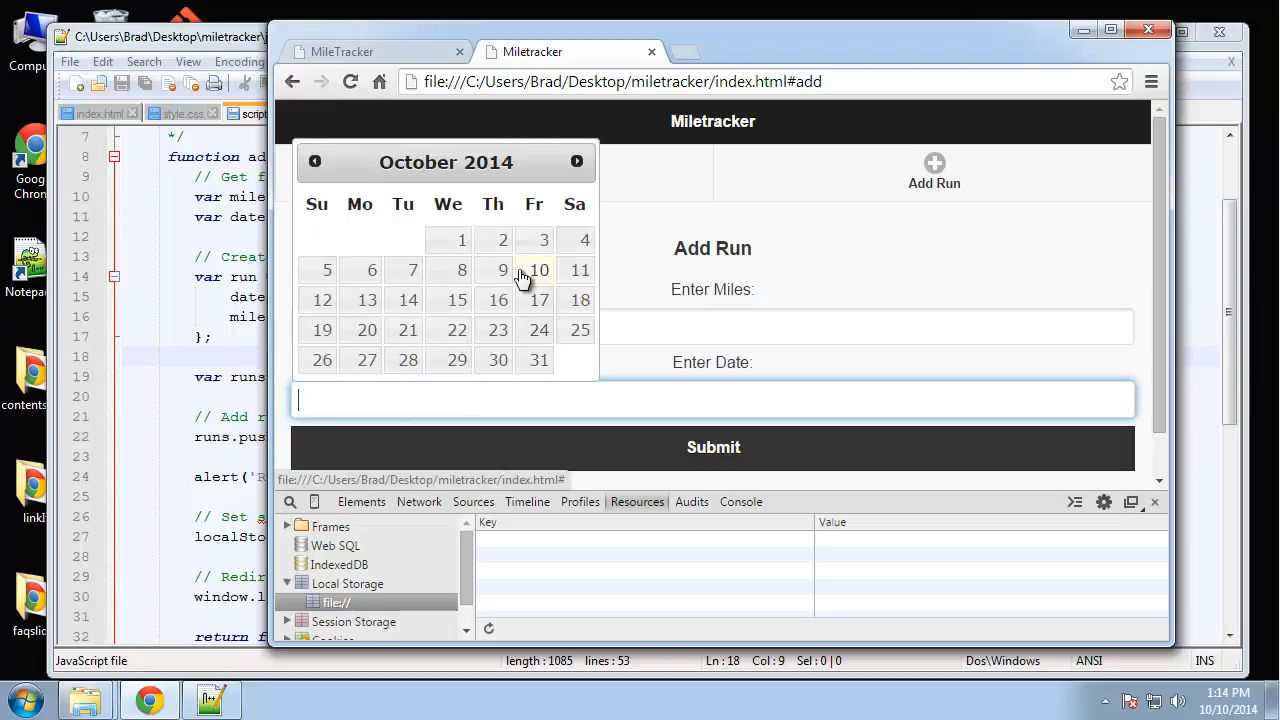 Compu
Goog
Chrom
Notepa
contents
linkl
faqslid
C:\Users\Brad\Desktop\miletracker\
File Edit Search View Encoding
index.html style.css script
7 */
8 function ad
9 // Get f
10 var mile
11 var date
12
13 // Creat
14 var run
15 date
16 mile
17 };
18
19 var runs
20
21 // Add r
22 runs.pus
23
24 alert('R
25
26 // Set s
27 localSto
28
29 // Redir
30 window.l
31
32 return f
MileTracker Miletracker
file:///C:/Users/Brad/Desktop/miletracker/index.html#add
Miletracker
Add Run
October 2014
Su Mo Tu We Th Fr Sa
1 2 3 4
5 6 7 8 9 10 11
12 13 14 15 16 17 18
19 20 21 22 23 24 25
26 27 28 29 30 31
Add Run
Enter Miles:
Enter Date:
Submit
file:///C:/Users/Brad/Desktop/miletracker/index.html#
Elements Network Sources Timeline Profiles Resources Audits Console
Frames
Web SQL
IndexedDB
Local Storage
file://
Session Storage
Cookies
Key Value
JavaScript file length : 1085 lines : 53 Ln : 18 Col : 9 Sel : 0 | 0 Dos\Windows ANSI INS
1:14 PM
10/10/2014